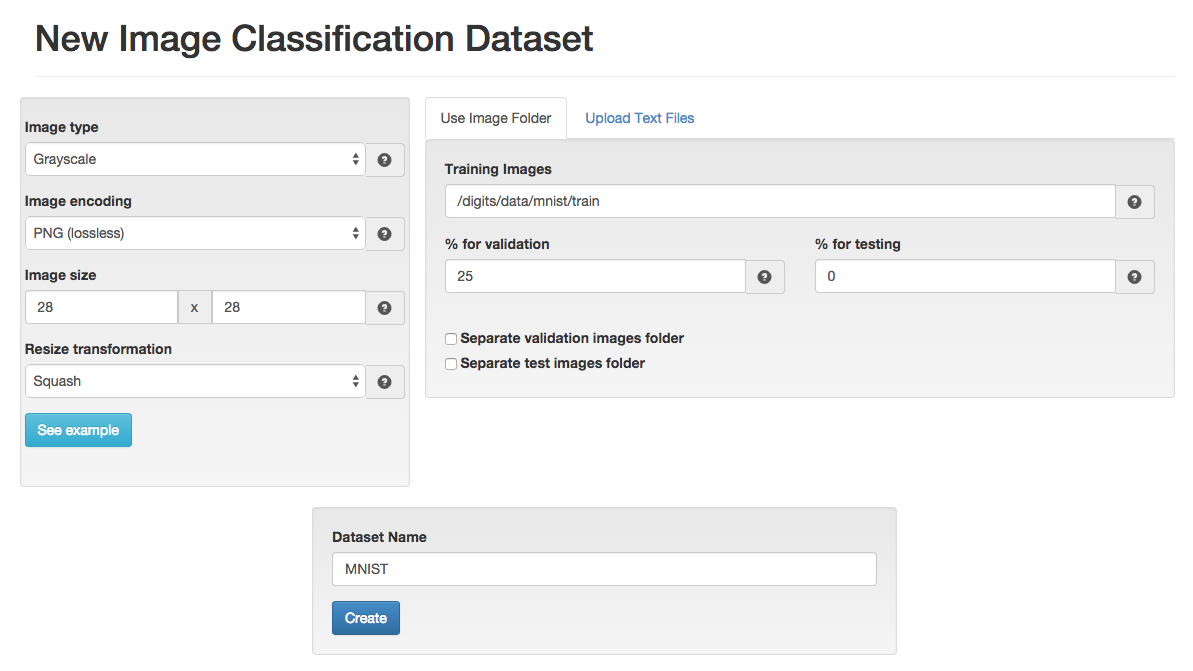 New Image Classification Dataset
Image type
Grayscale
Image encoding
PNG (lossless)
Image size
28 x 28
Resize transformation
Squash
See example
Use Image Folder Upload Text Files
Training Images
/digits/data/mnist/train
% for validation % for testing
25 0
Separate validation images folder
Separate test images folder
Dataset Name
MNIST
Create